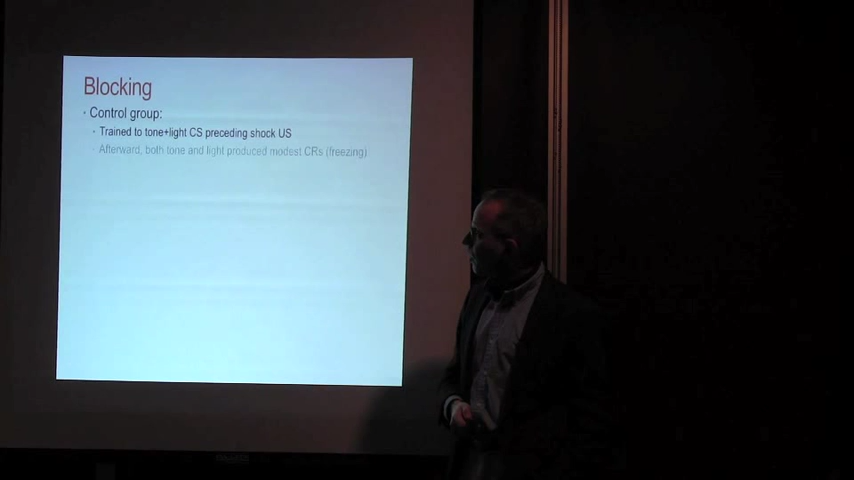 Blocking
• Control group:
• Trained to tone+light CS preceding shock US
• Afterward, both tone and light produced modest CRs (freezing)